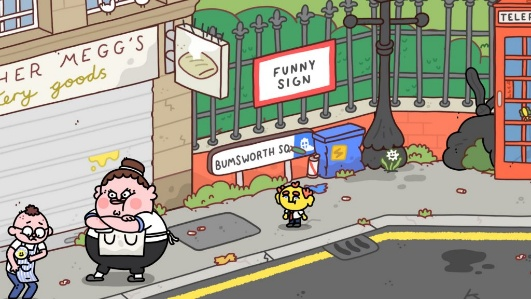 HER MEGG'S
tery goods
FUNNY
SIGN
BUMSWORTH SQ.
TELE